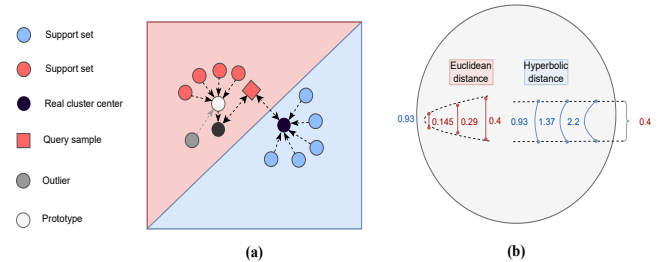 Support set
Support set
Real cluster center
Query sample
Outlier
Prototype
(a)
Euclidean
distance
Hyperbolic
distance
0.93
0.145
0.29
0.4
0.93
1.37
2.2
0.4
(b)